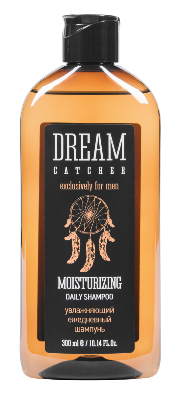 DREAM
CATCHER
exclusively for men
MOISTURIZING
DAILY SHAMPOO
увлажняющий
ежедневный
шампунь
300 ml ℮ / 10.14 Fl.Oz.